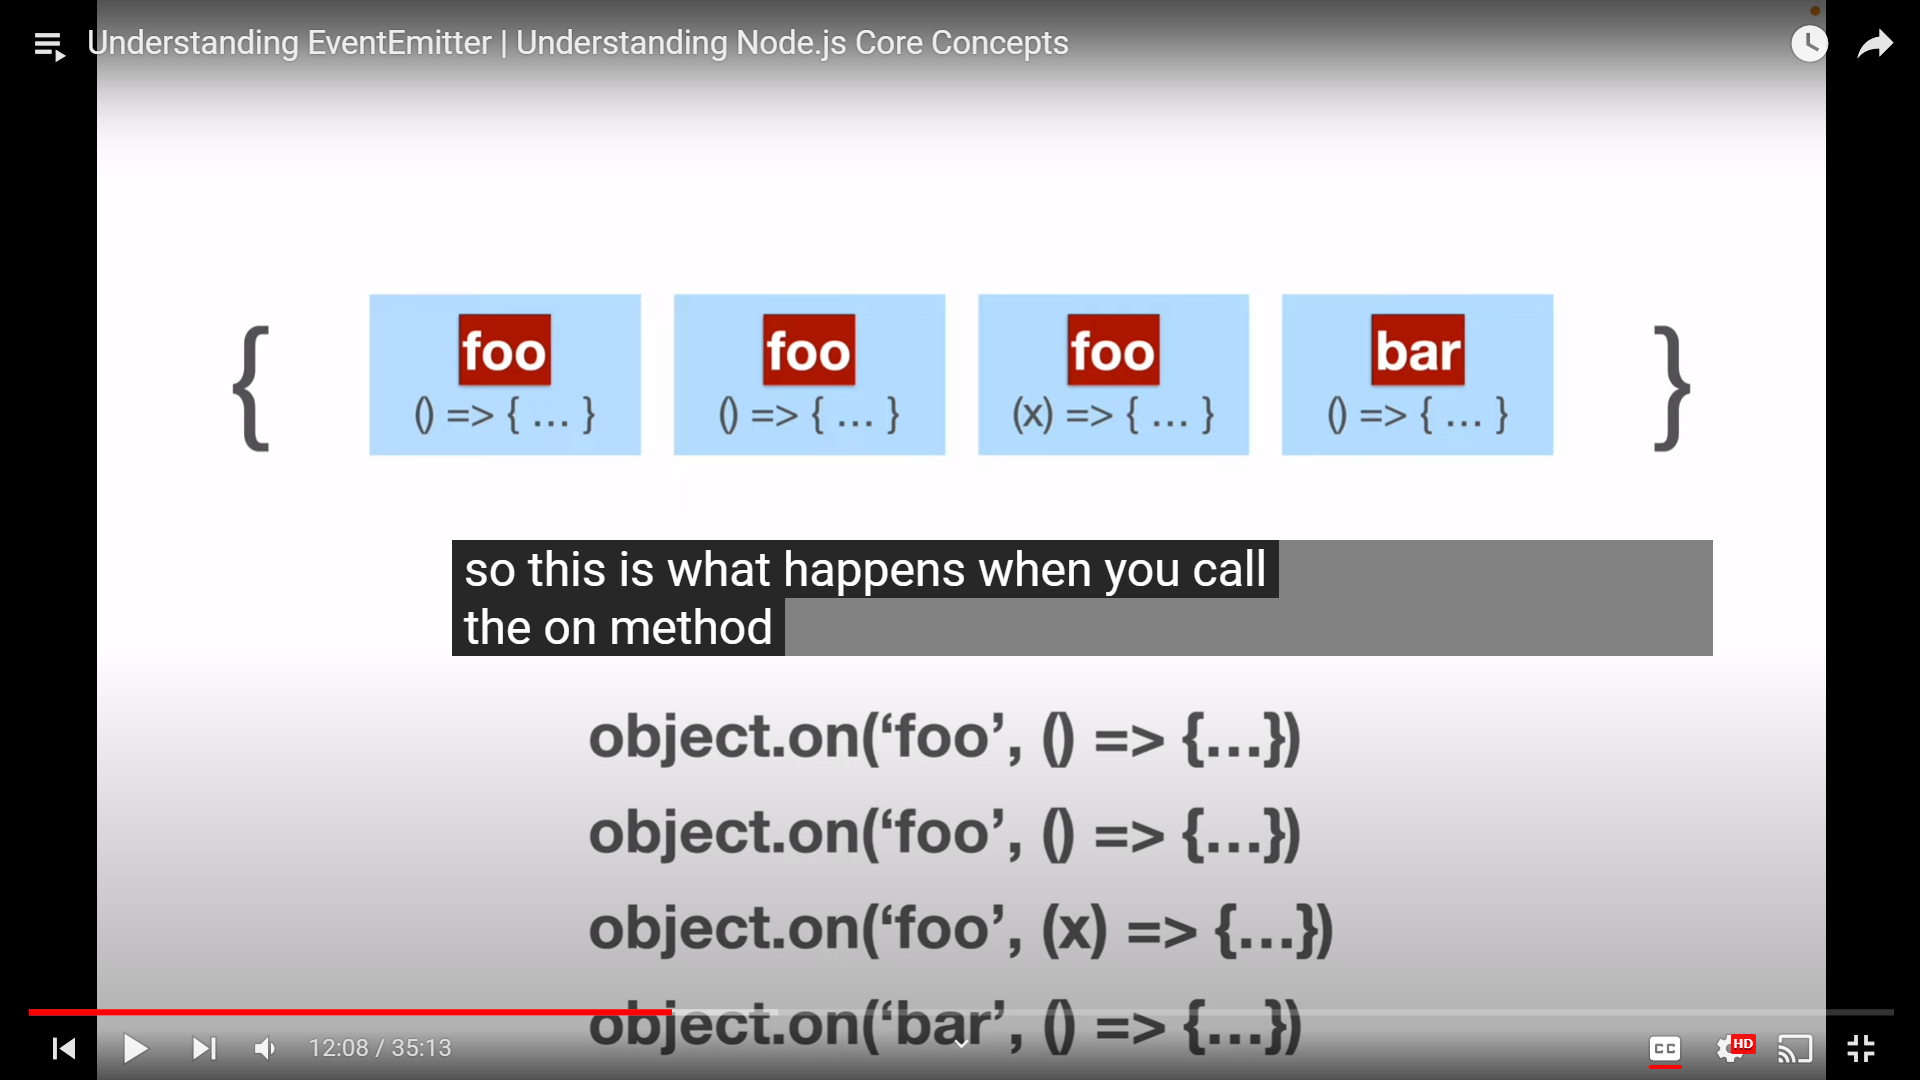 Understanding EventEmitter | Understanding Node.js Core Concepts
{ foo foo foo bar }
() => { ... } () => { ... } (x) => { ... } () => { ... }
so this is what happens when you call
the on method
object.on(‘foo’, () => {...})
object.on(‘foo’, () => {...})
object.on(‘foo’, (x) => {...})
object.on(‘bar’, () => {...})
12:08 / 35:13
CC
HD